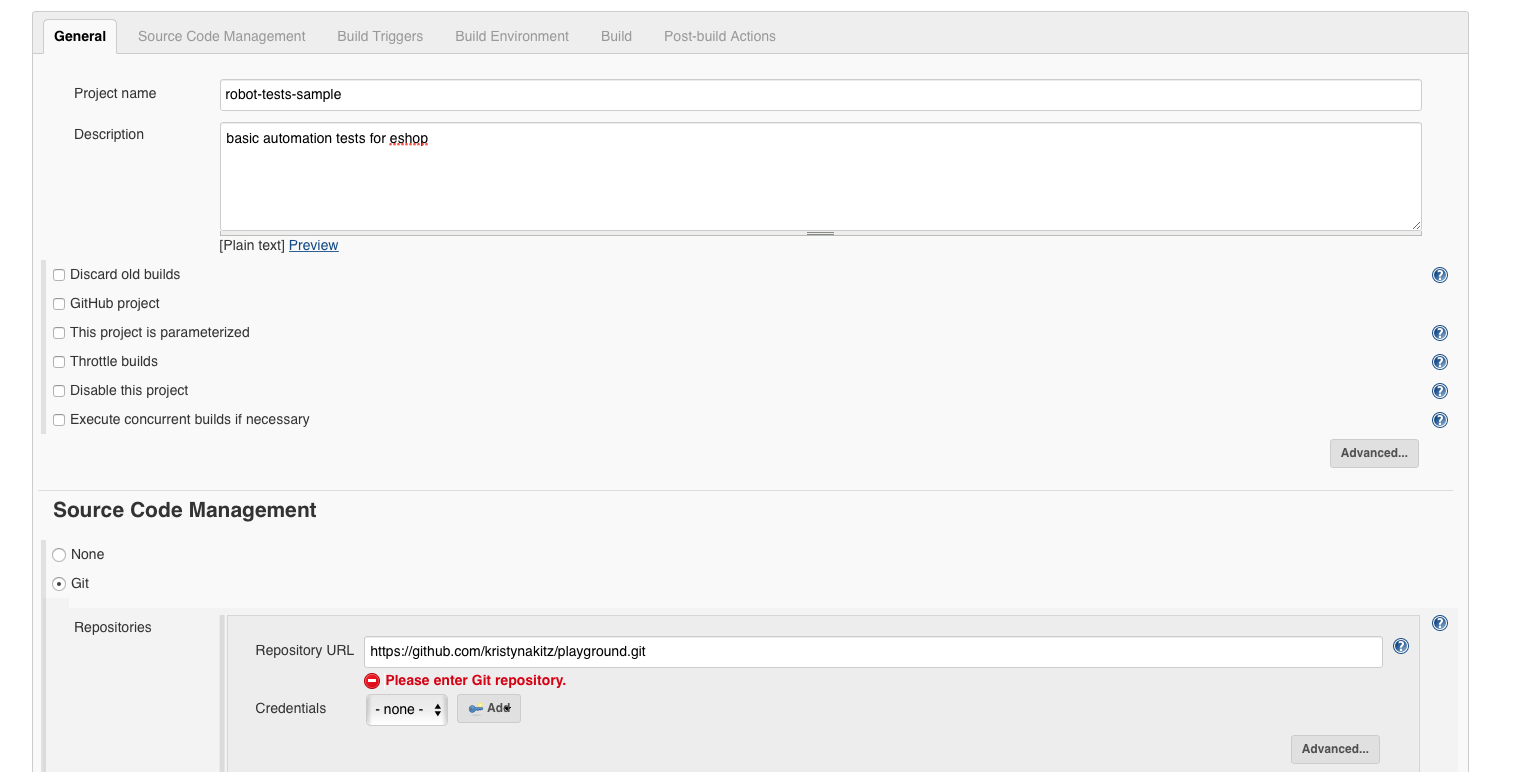 General Source Code Management Build Triggers Build Environment Build Post-build Actions
Project name robot-tests-sample
Description basic automation tests for eshop
[Plain text] Preview
Discard old builds
GitHub project
This project is parameterized
Throttle builds
Disable this project
Execute concurrent builds if necessary
Advanced...
Source Code Management
None
Git
Repositories
Repository URL https://github.com/kristynakitz/playground.git
Please enter Git repository.
Credentials - none - Add
Advanced...